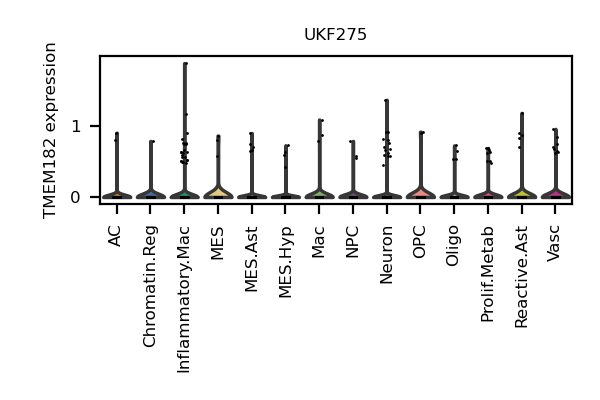 UKF275
TMEM182 expression
1
0
AC
Chromatin.Reg
Inflammatory.Mac
MES
MES.Ast
MES.Hyp
Mac
NPC
Neuron
OPC
Oligo
Prolif.Metab
Reactive.Ast
Vasc